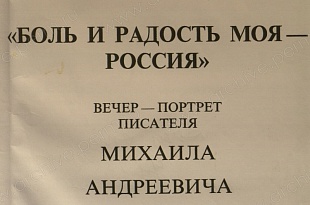 «БОЛЬ И РАДОСТЬ МОЯ —
РОССИЯ»
ВЕЧЕР — ПОРТРЕТ
ПИСАТЕЛЯ
МИХАИЛА
АНДРЕЕВИЧА